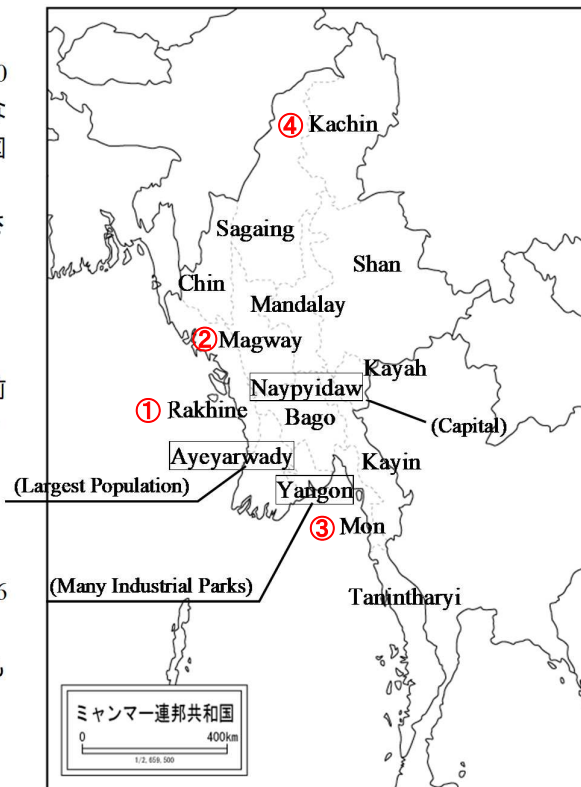 ④ Kachin
Sagaing
Shan
Chin
Mandalay
② Magway
Kayah
Naypyidaw
① Rakhine
Bago
(Capital)
Ayeyarwady
Kayin
(Largest Population)
Yangon
③ Mon
(Many Industrial Parks)
Tanintharyi
ミャンマー連邦共和国
0 400km
1/2,659,500